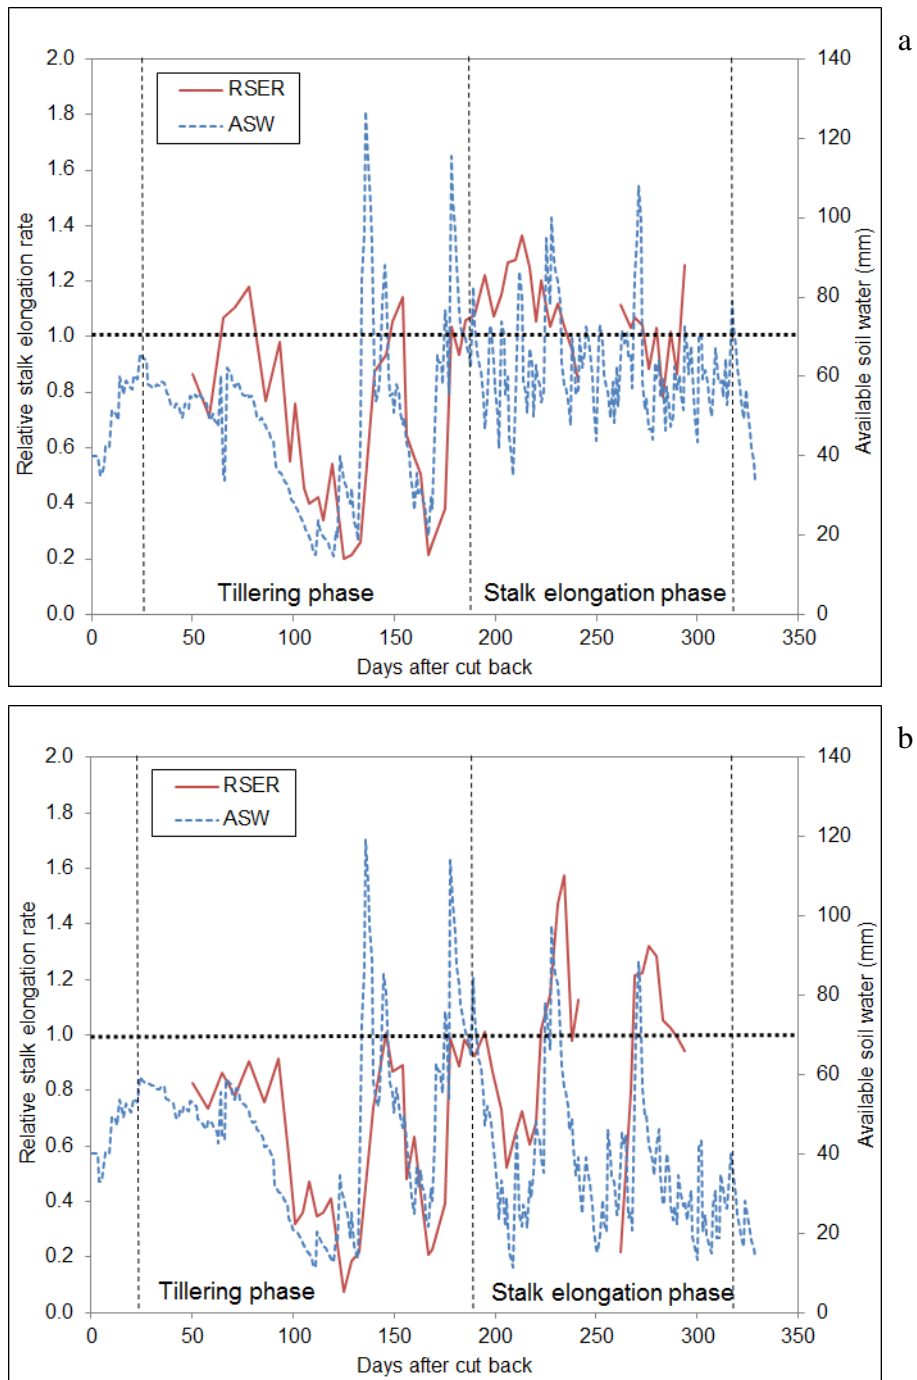 a
2.0
1.8
1.6
1.4
1.2
1.0
0.8
0.6
0.4
0.2
0.0
Relative stalk elongation rate
RSER
ASW
140
120
100
80
60
40
20
0
Available soil water (mm)
Tillering phase
Stalk elongation phase
0 50 100 150 200 250 300 350
Days after cut back
b
2.0
1.8
1.6
1.4
1.2
1.0
0.8
0.6
0.4
0.2
0.0
Relative stalk elongation rate
RSER
ASW
140
120
100
80
60
40
20
0
Available soil water (mm)
Tillering phase
Stalk elongation phase
0 50 100 150 200 250 300 350
Days after cut back